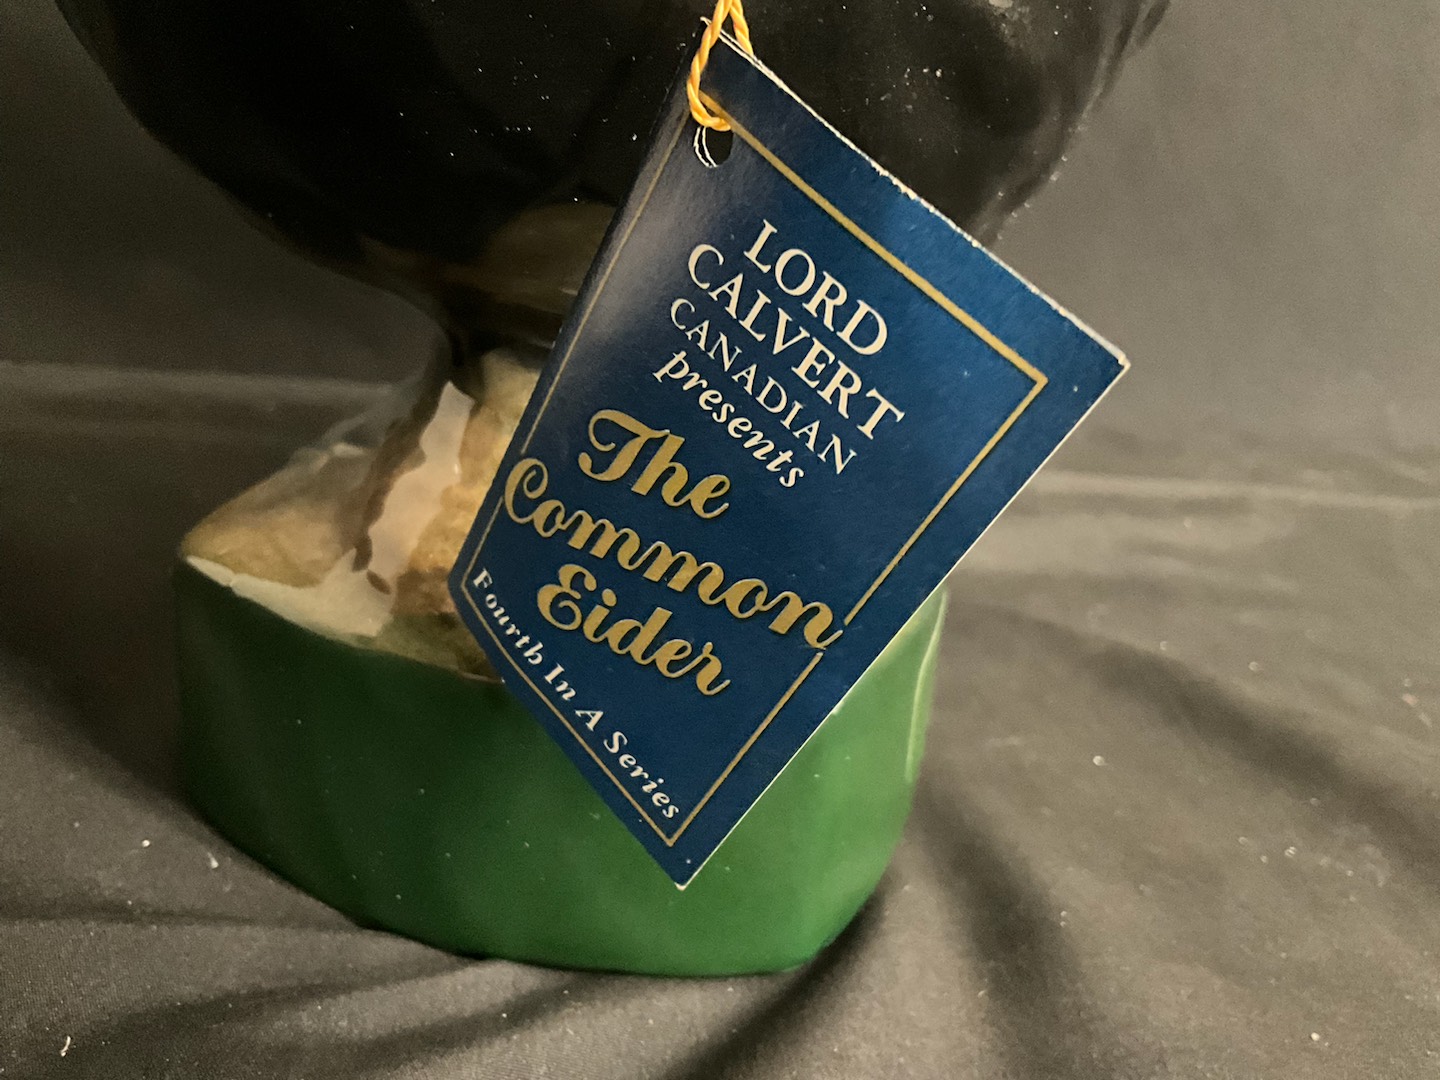 LORD
CALVERT
CANADIAN
presents
The
Common
Eider
Fourth In A Series